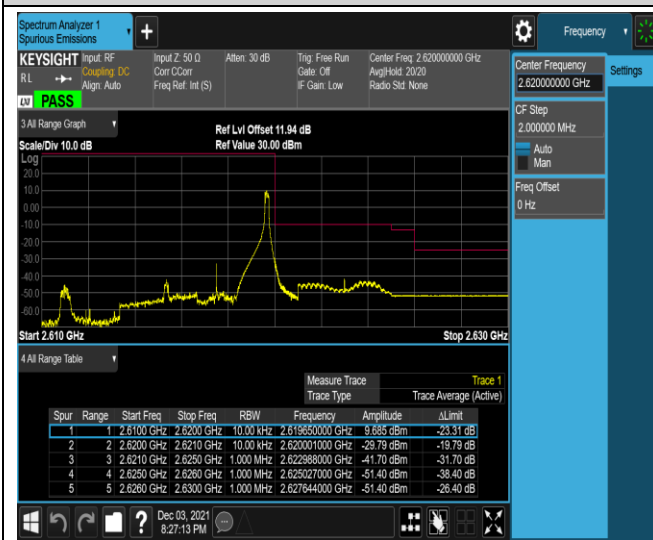 Spectrum Analyzer 1
Spurious Emissions
Frequency
KEYSIGHT
RL
LXI PASS
Input: RF
Coupling: DC
Align: Auto
Input Z: 50 Ω
Corr CCorr
Freq Ref: Int (S)
Atten: 30 dB
Trig: Free Run
Gate: Off
IF Gain: Low
Center Freq: 2.620000000 GHz
Avg|Hold: 20/20
Radio Std: None
Center Frequency
2.620000000 GHz
Settings
CF Step
2.000000 MHz
Auto
Man
Freq Offset
0 Hz
3 All Range Graph
Scale/Div 10.0 dB
Ref Lvl Offset 11.94 dB
Ref Value 30.00 dBm
Log
20.0
10.0
0.00
-10.0
-20.0
-30.0
-40.0
-50.0
-60.0
Start 2.610 GHz
Stop 2.630 GHz
4 All Range Table
Measure Trace Trace 1
Trace Type Trace Average (Active)
Spur Range Start Freq Stop Freq RBW Frequency Amplitude ΔLimit
1 1 2.6100 GHz 2.6200 GHz 10.00 kHz 2.619650000 GHz 9.685 dBm -23.31 dB
2 2 2.6200 GHz 2.6210 GHz 10.00 kHz 2.620001000 GHz -29.79 dBm -19.79 dB
3 3 2.6210 GHz 2.6250 GHz 1.000 MHz 2.622988000 GHz -41.70 dBm -31.70 dB
4 4 2.6250 GHz 2.6260 GHz 1.000 MHz 2.625027000 GHz -51.40 dBm -38.40 dB
5 5 2.6260 GHz 2.6300 GHz 1.000 MHz 2.627644000 GHz -51.40 dBm -26.40 dB
?
Dec 03, 2021
8:27:13 PM